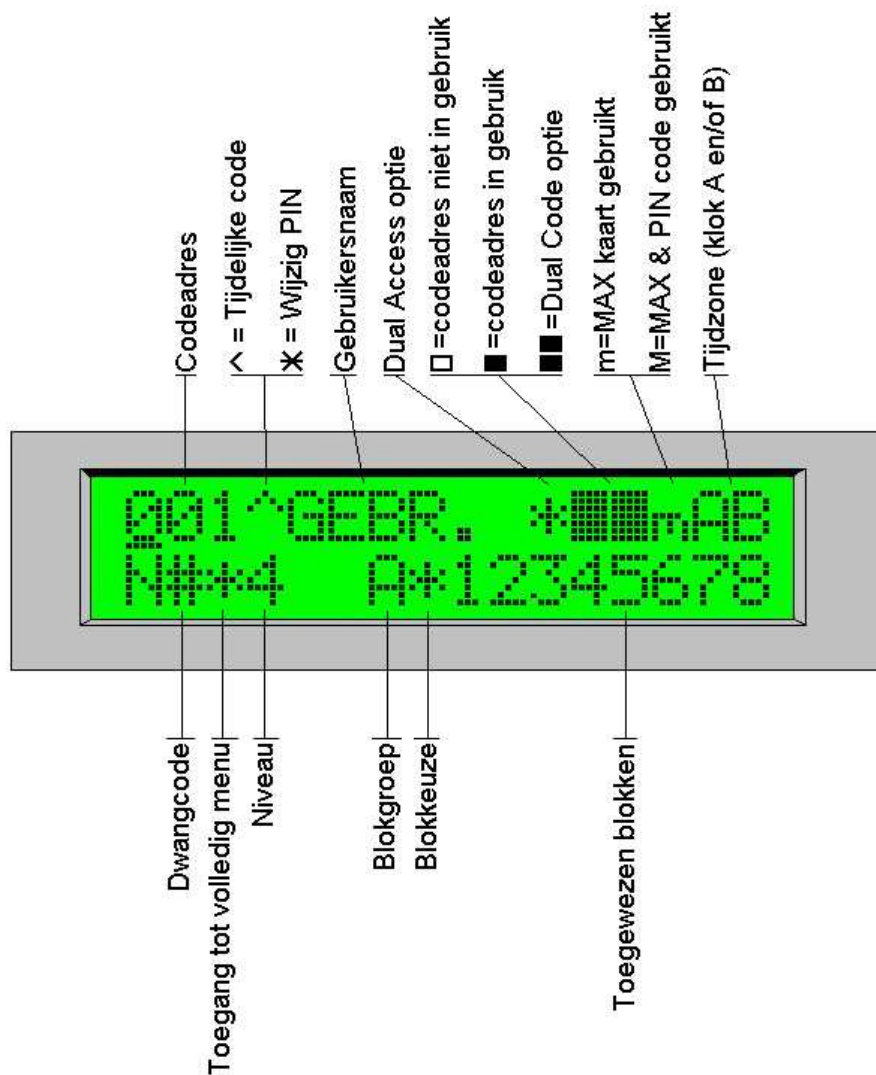 Codeadres
^ = Tijdelijke code
* = Wijzig PIN
Gebruikersnaam
Dual Access optie
□=codeadres niet in gebruik
■=codeadres in gebruik
■■=Dual Code optie
m=MAX kaart gebruikt
M=MAX & PIN code gebruikt
Tijdzone (klok A en/of B)
001^GEBR. *■■mAB
N#*4 A*12345678
Dwangcode
Toegang tot volledig menu
Niveau
Blokgroep
Blokkeuze
Toegewezen blokken